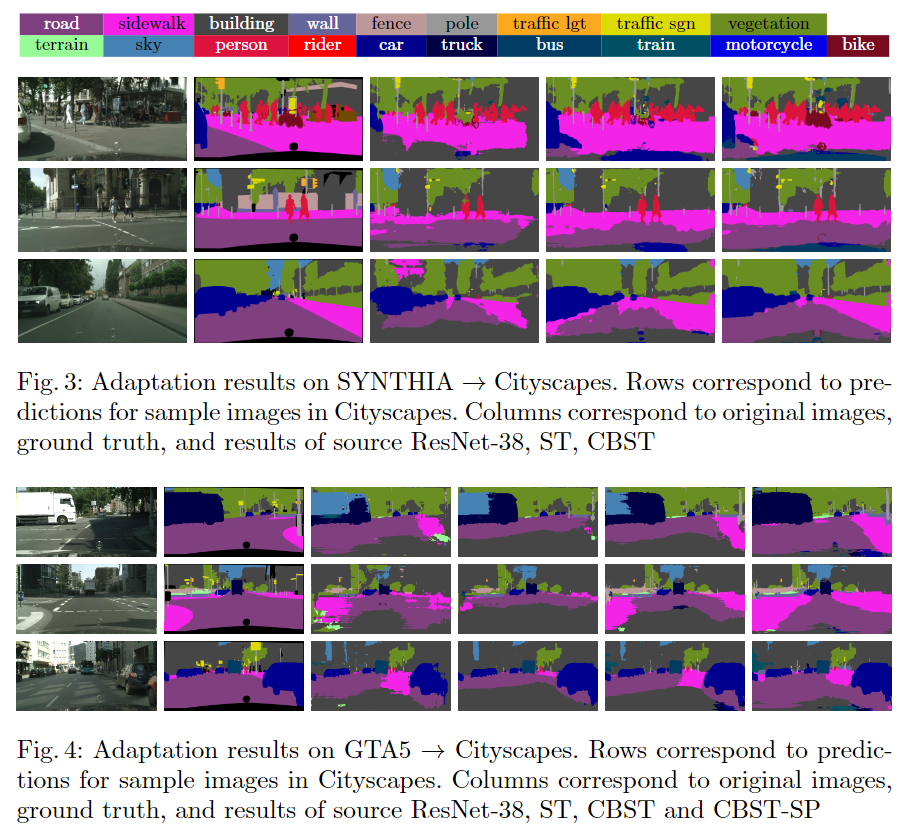 road sidewalk building wall fence pole traffic lgt traffic sgn vegetation
terrain sky person rider car truck bus train motorcycle bike
Fig. 3: Adaptation results on SYNTHIA → Cityscapes. Rows correspond to pre-
dictions for sample images in Cityscapes. Columns correspond to original images,
ground truth, and results of source ResNet-38, ST, CBST
Fig. 4: Adaptation results on GTA5 → Cityscapes. Rows correspond to predic-
tions for sample images in Cityscapes. Columns correspond to original images,
ground truth, and results of source ResNet-38, ST, CBST and CBST-SP